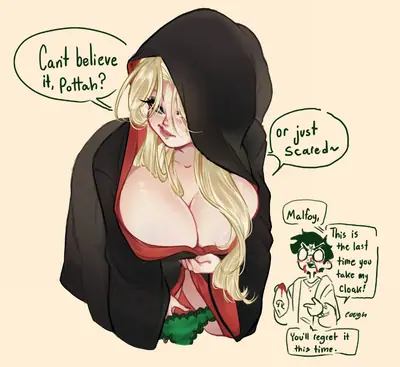 Can't believe
it, Pottah?
or just
scared~
Malfoy,
This is
the last
time you
take my
cloak!
cough
You'll regret it
this time.